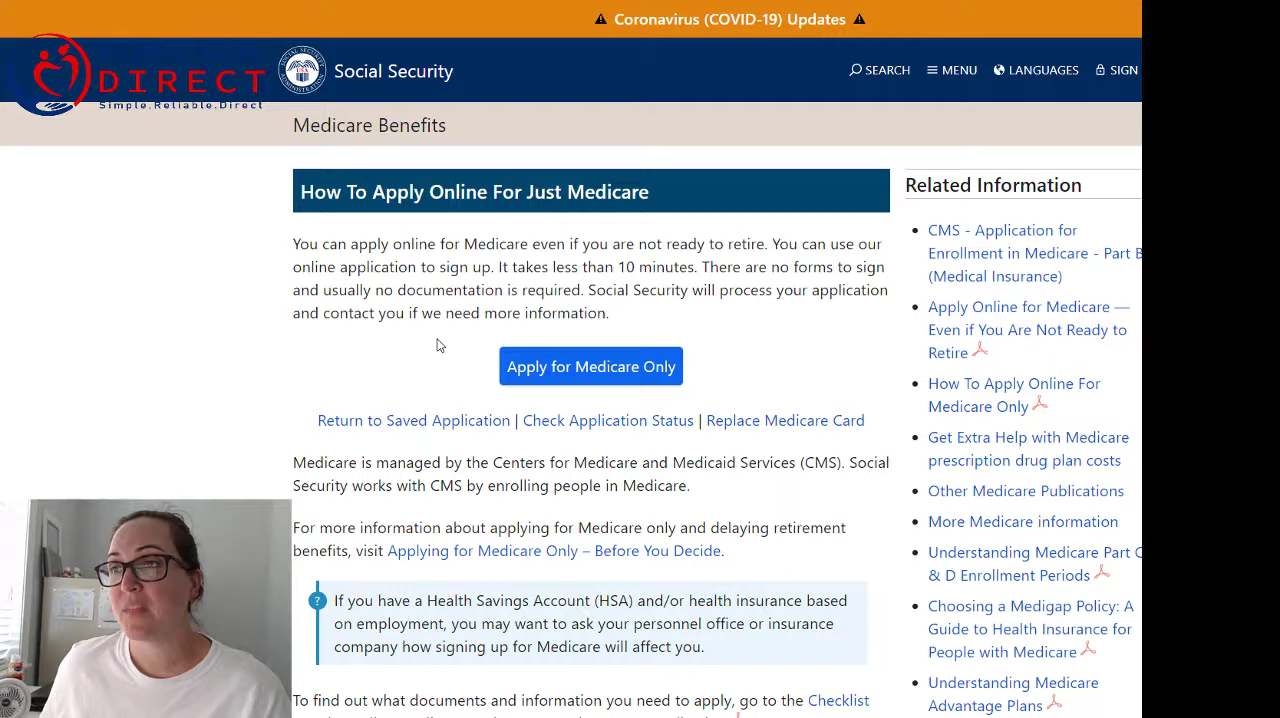 Coronavirus (COVID-19) Updates
DIRECT
Simple.Reliable.Direct
Social Security
SEARCH
MENU
LANGUAGES
SIGN
Medicare Benefits
How To Apply Online For Just Medicare
You can apply online for Medicare even if you are not ready to retire. You can use our
online application to sign up. It takes less than 10 minutes. There are no forms to sign
and usually no documentation is required. Social Security will process your application
and contact you if we need more information.
Apply for Medicare Only
Return to Saved Application | Check Application Status | Replace Medicare Card
Medicare is managed by the Centers for Medicare and Medicaid Services (CMS). Social
Security works with CMS by enrolling people in Medicare.
For more information about applying for Medicare only and delaying retirement
benefits, visit Applying for Medicare Only – Before You Decide.
? If you have a Health Savings Account (HSA) and/or health insurance based
on employment, you may want to ask your personnel office or insurance
company how signing up for Medicare will affect you.
To find out what documents and information you need to apply, go to the Checklist
Related Information
CMS - Application for
Enrollment in Medicare - Part B
(Medical Insurance)
Apply Online for Medicare —
Even if You Are Not Ready to
Retire
How To Apply Online For
Medicare Only
Get Extra Help with Medicare
prescription drug plan costs
Other Medicare Publications
More Medicare information
Understanding Medicare Part C
& D Enrollment Periods
Choosing a Medigap Policy: A
Guide to Health Insurance for
People with Medicare
Understanding Medicare
Advantage Plans